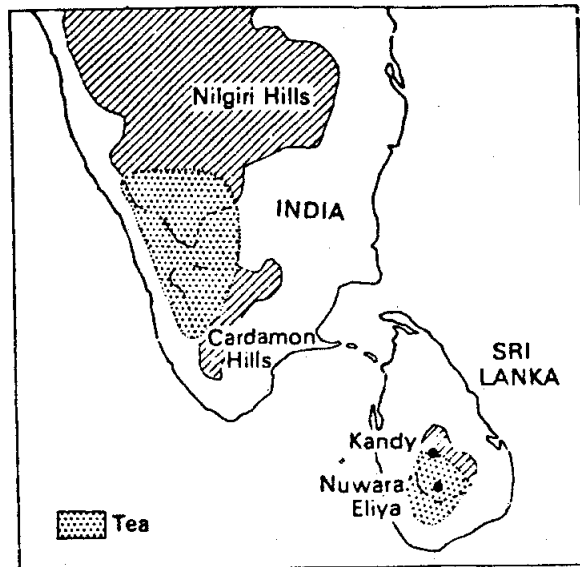 Nilgiri Hills
INDIA
Cardamon
Hills
SRI
LANKA
Kandy
Nuwara
Eliya
Tea